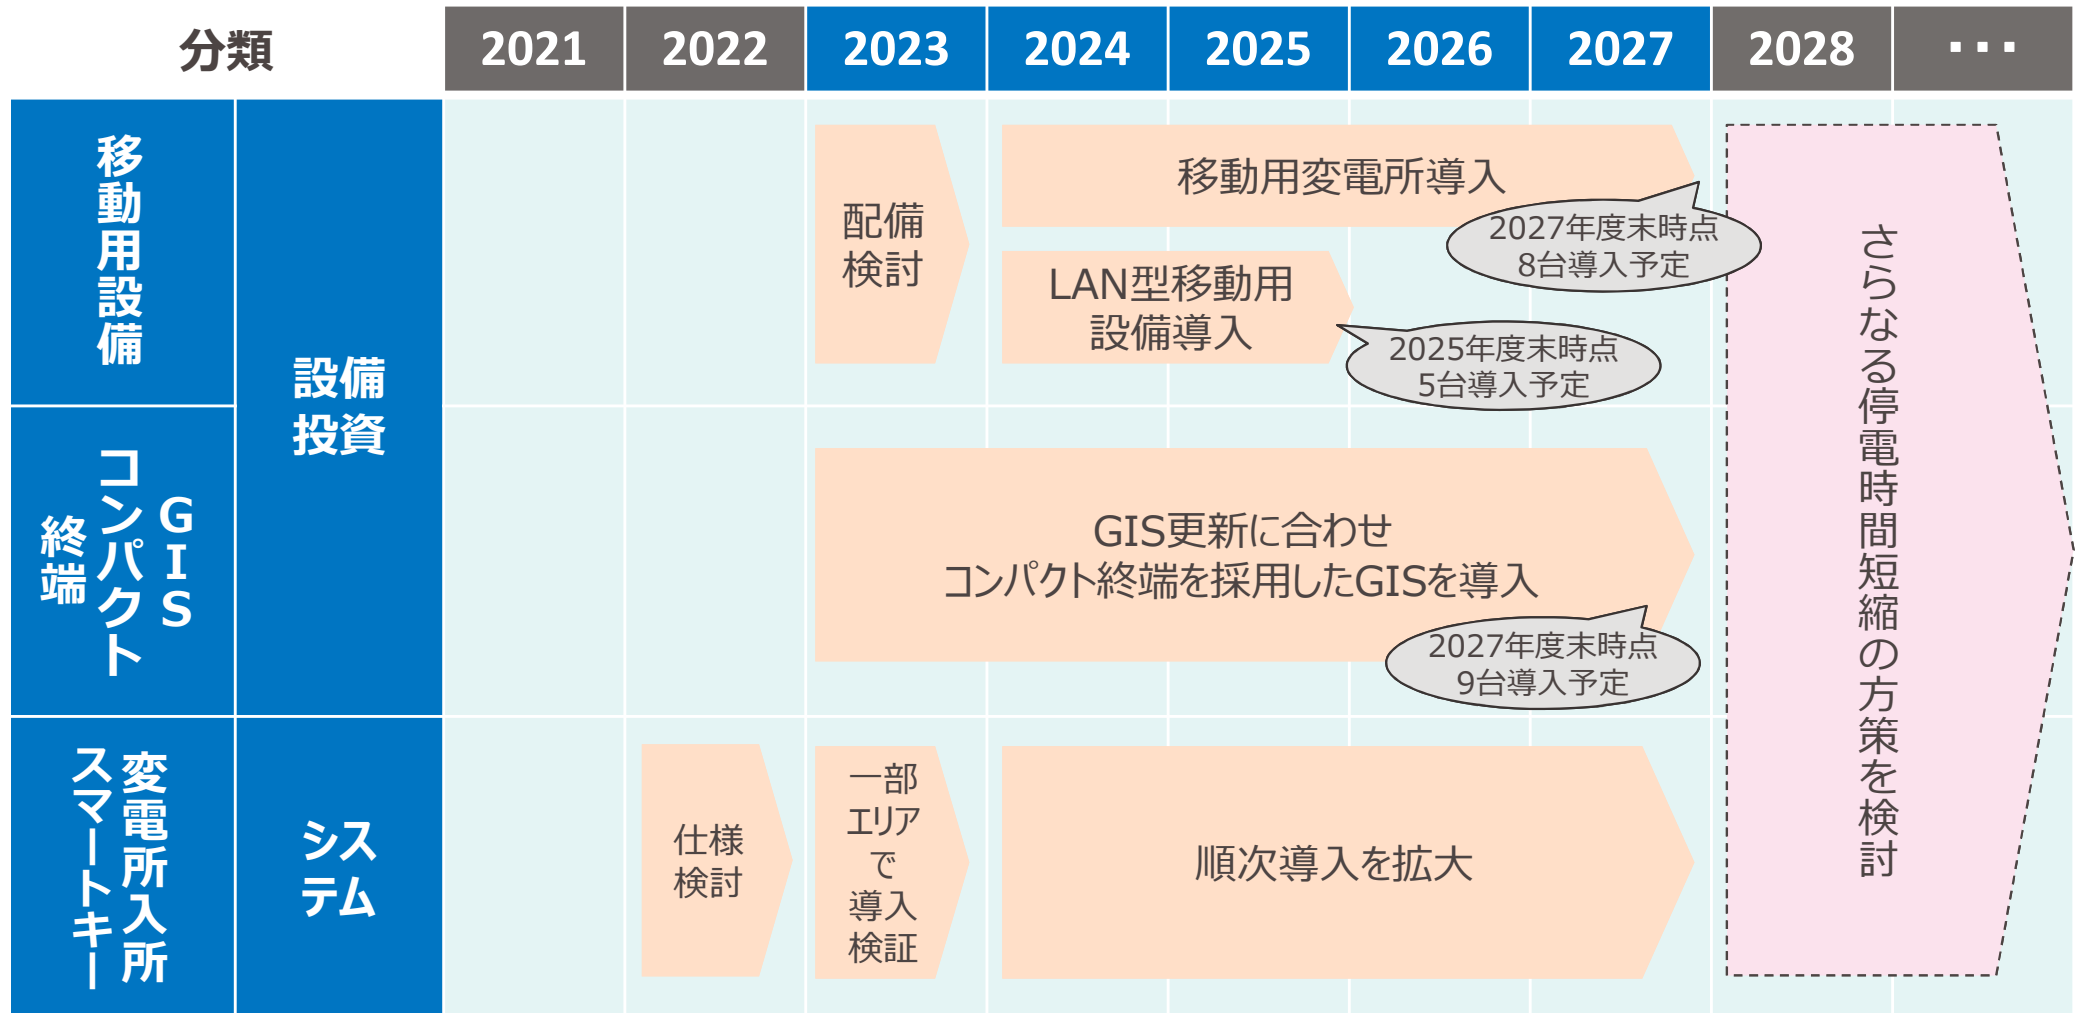 分類
2021
2022
2023
2024
2025
2026
2027
2028
･･･
移動用設備
設備
投資
配備
検討
移動用変電所導入
2027年度末時点
8台導入予定
LAN型移動用
設備導入
2025年度末時点
5台導入予定
GIS
コンパクト
終端
GIS更新に合わせ
コンパクト終端を採用したGISを導入
2027年度末時点
9台導入予定
変電所入所
スマートキー
シス
テム
仕様
検討
一部
エリア
で
導入
検証
順次導入を拡大
さらなる停電時間短縮の方策を検討